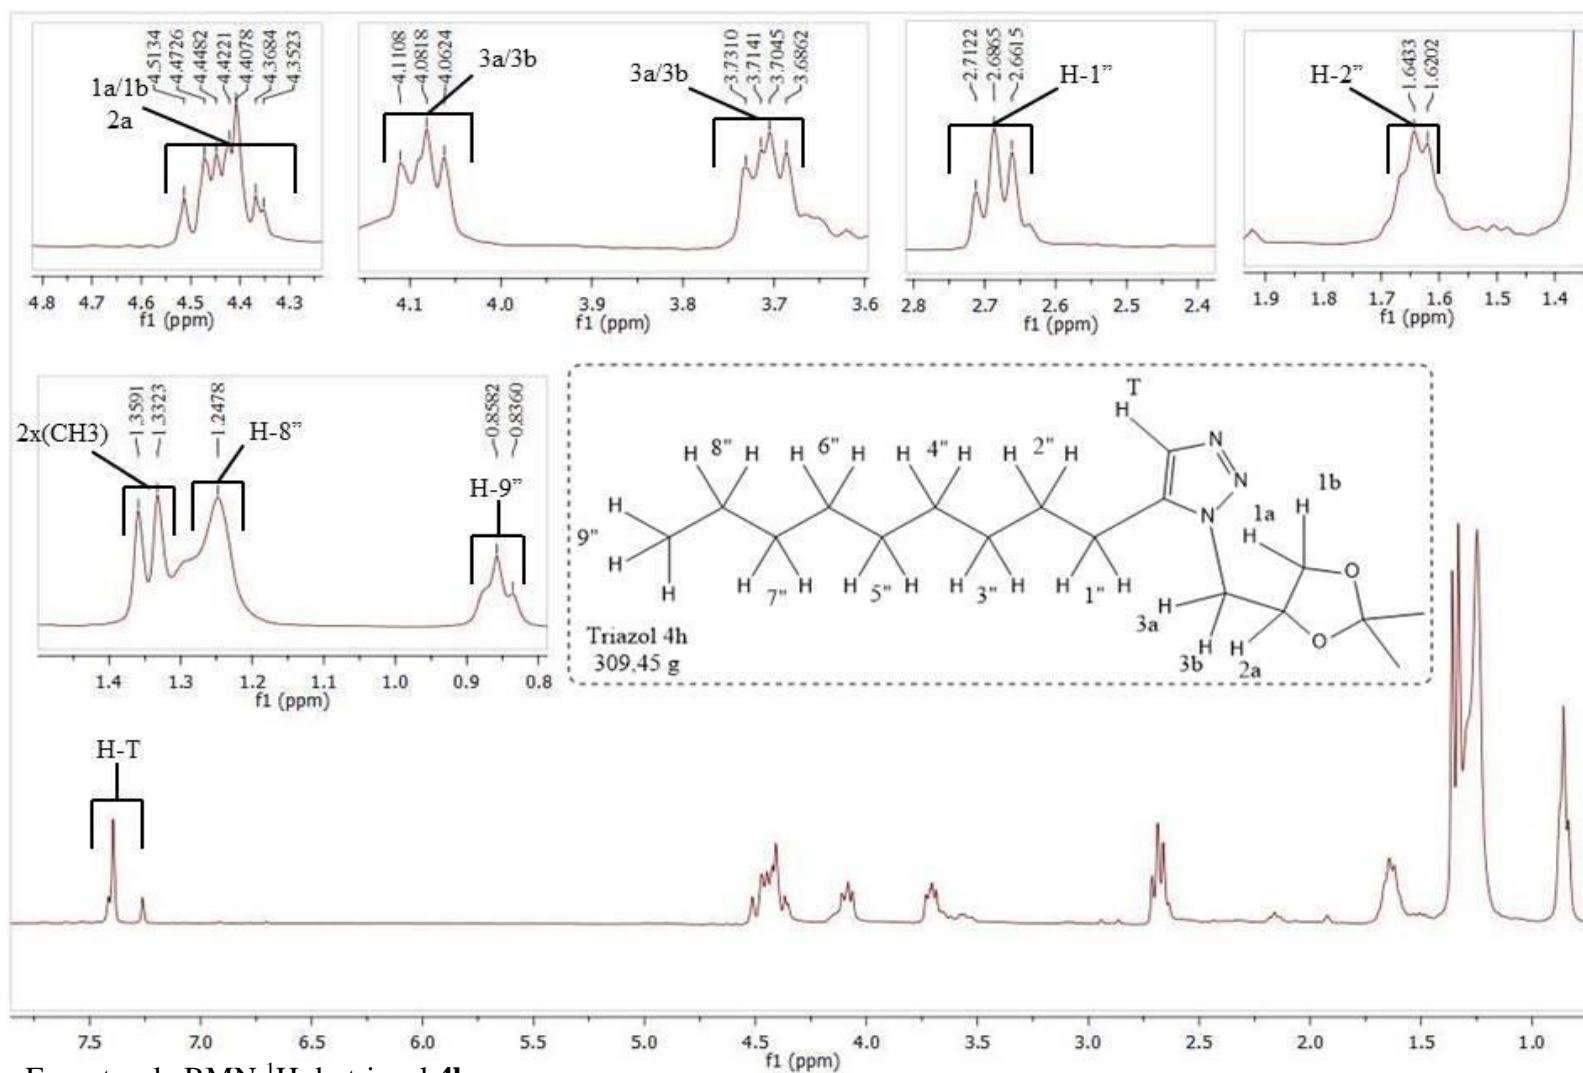 4.5134
4.4726
4.4482
4.4221
4.4078
4.3684
4.3523
1a/1b
2a
4.8 4.7 4.6 4.5 4.4 4.3
f1 (ppm)
4.1108
4.0818
4.0624
3a/3b
3a/3b
3.7310
3.7141
3.7045
3.6862
4.1 4.0 3.9 3.8 3.7 3.6
f1 (ppm)
2.7122
2.6865
2.6615
H-1"
2.8 2.7 2.6 2.5 2.4
f1 (ppm)
H-2"
1.6433
1.6202
1.9 1.8 1.7 1.6 1.5 1.4
f1 (ppm)
1.3591
1.3323
1.2478
0.8582
0.8360
2x(CH3)
H-8"
H-9"
1.4 1.3 1.2 1.1 1.0 0.9 0.8
f1 (ppm)
T
H
N
N
N
H 8" H
H 6" H
H 4" H
H 2" H
H
9"
H
H
H 7" H
H 5" H
H 3" H
H 1" H
1b
H
1a
H
O
O
H
3a
H
3b
H
2a
Triazol 4h
309,45 g
H-T
7.5 7.0 6.5 6.0 5.5 5.0 4.5 4.0 3.5 3.0 2.5 2.0 1.5 1.0
f1 (ppm)